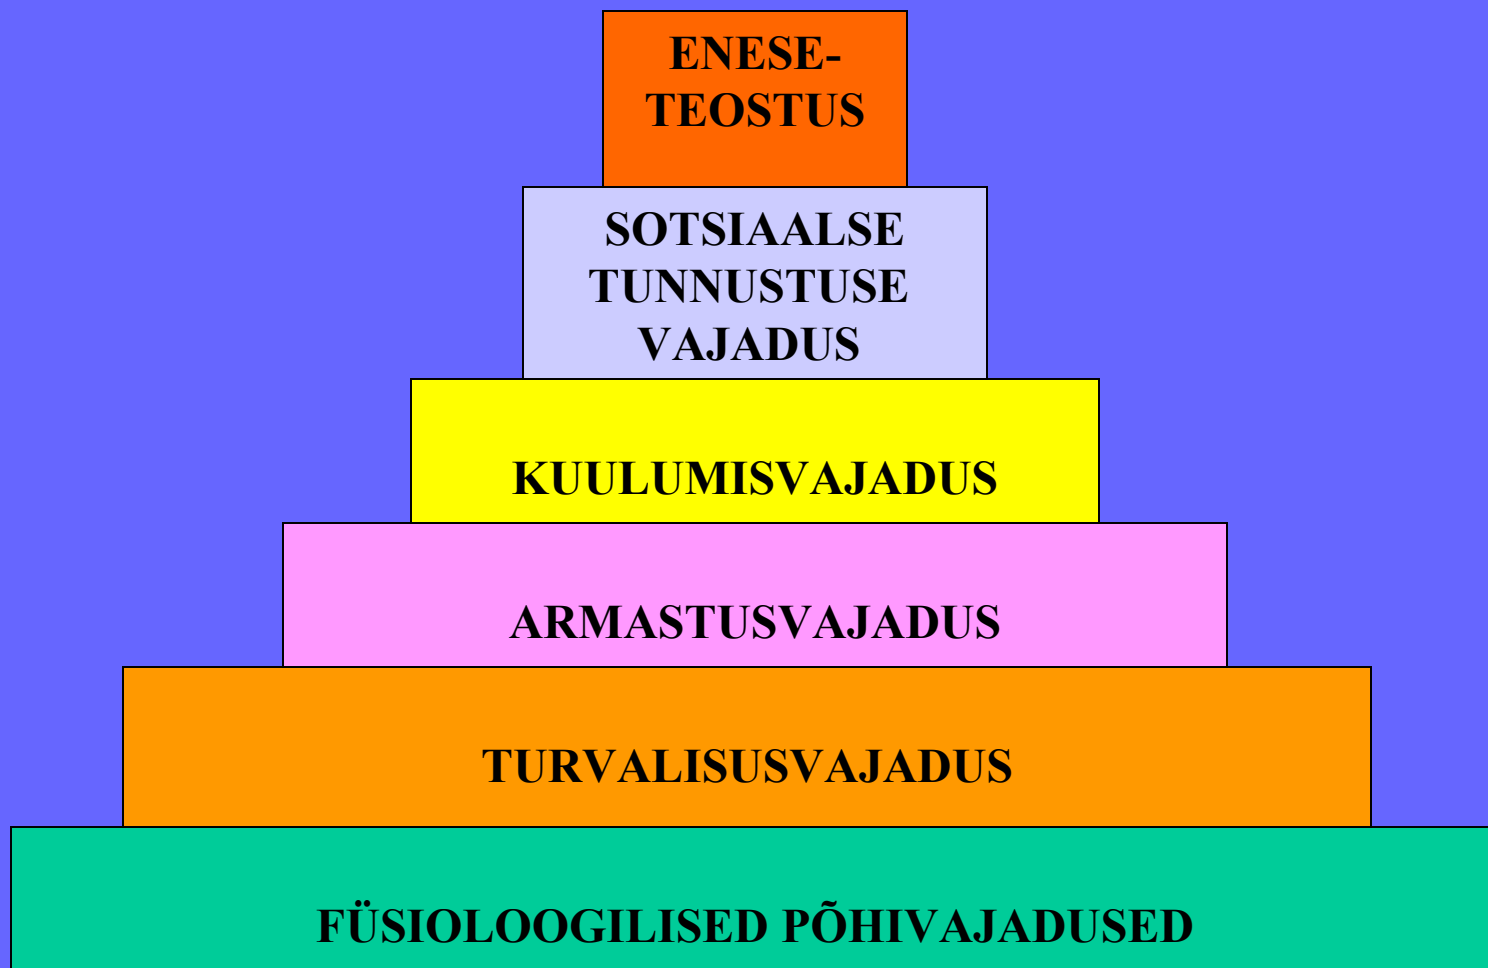 ENESE-
TEOSTUS
SOTSIAALSE
TUNNUSTUSE
VAJADUS
KUULUMISVAJADUS
ARMASTUSVAJADUS
TURVALISUSVAJADUS
FÜSIOLOOGILISED PÕHIVAJADUSED